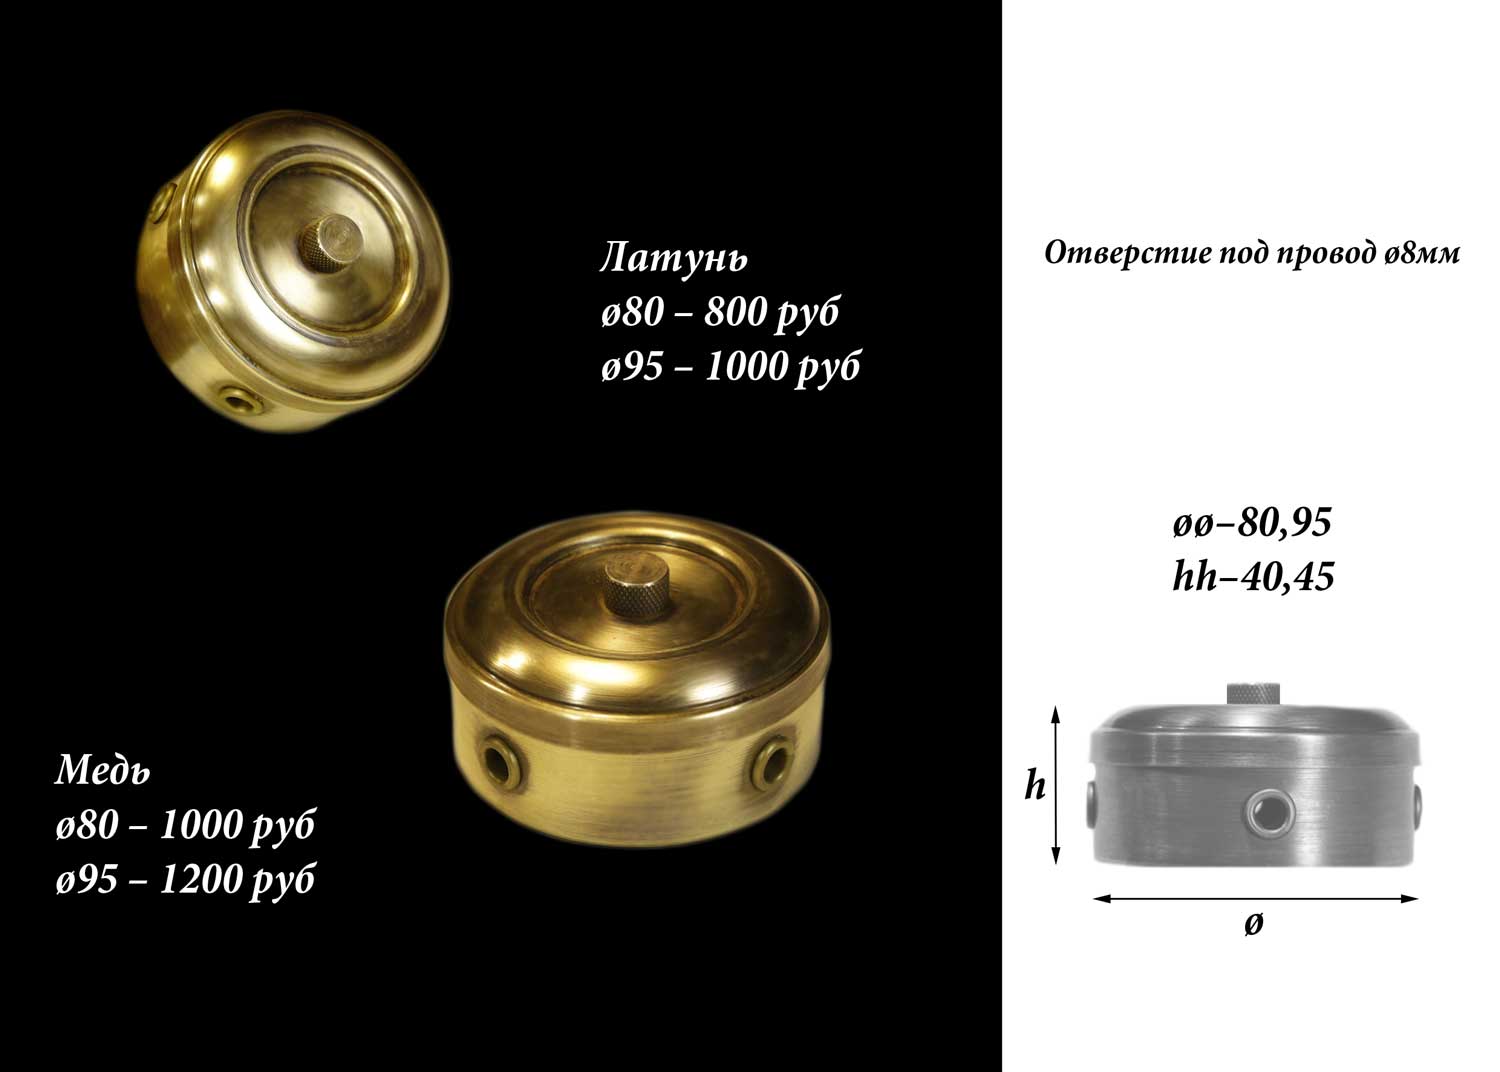 Латунь
ø80 – 800 руб
ø95 – 1000 руб
Медь
ø80 – 1000 руб
ø95 – 1200 руб
Отверстие под провод ø8мм
øø–80,95
hh–40,45
h
ø